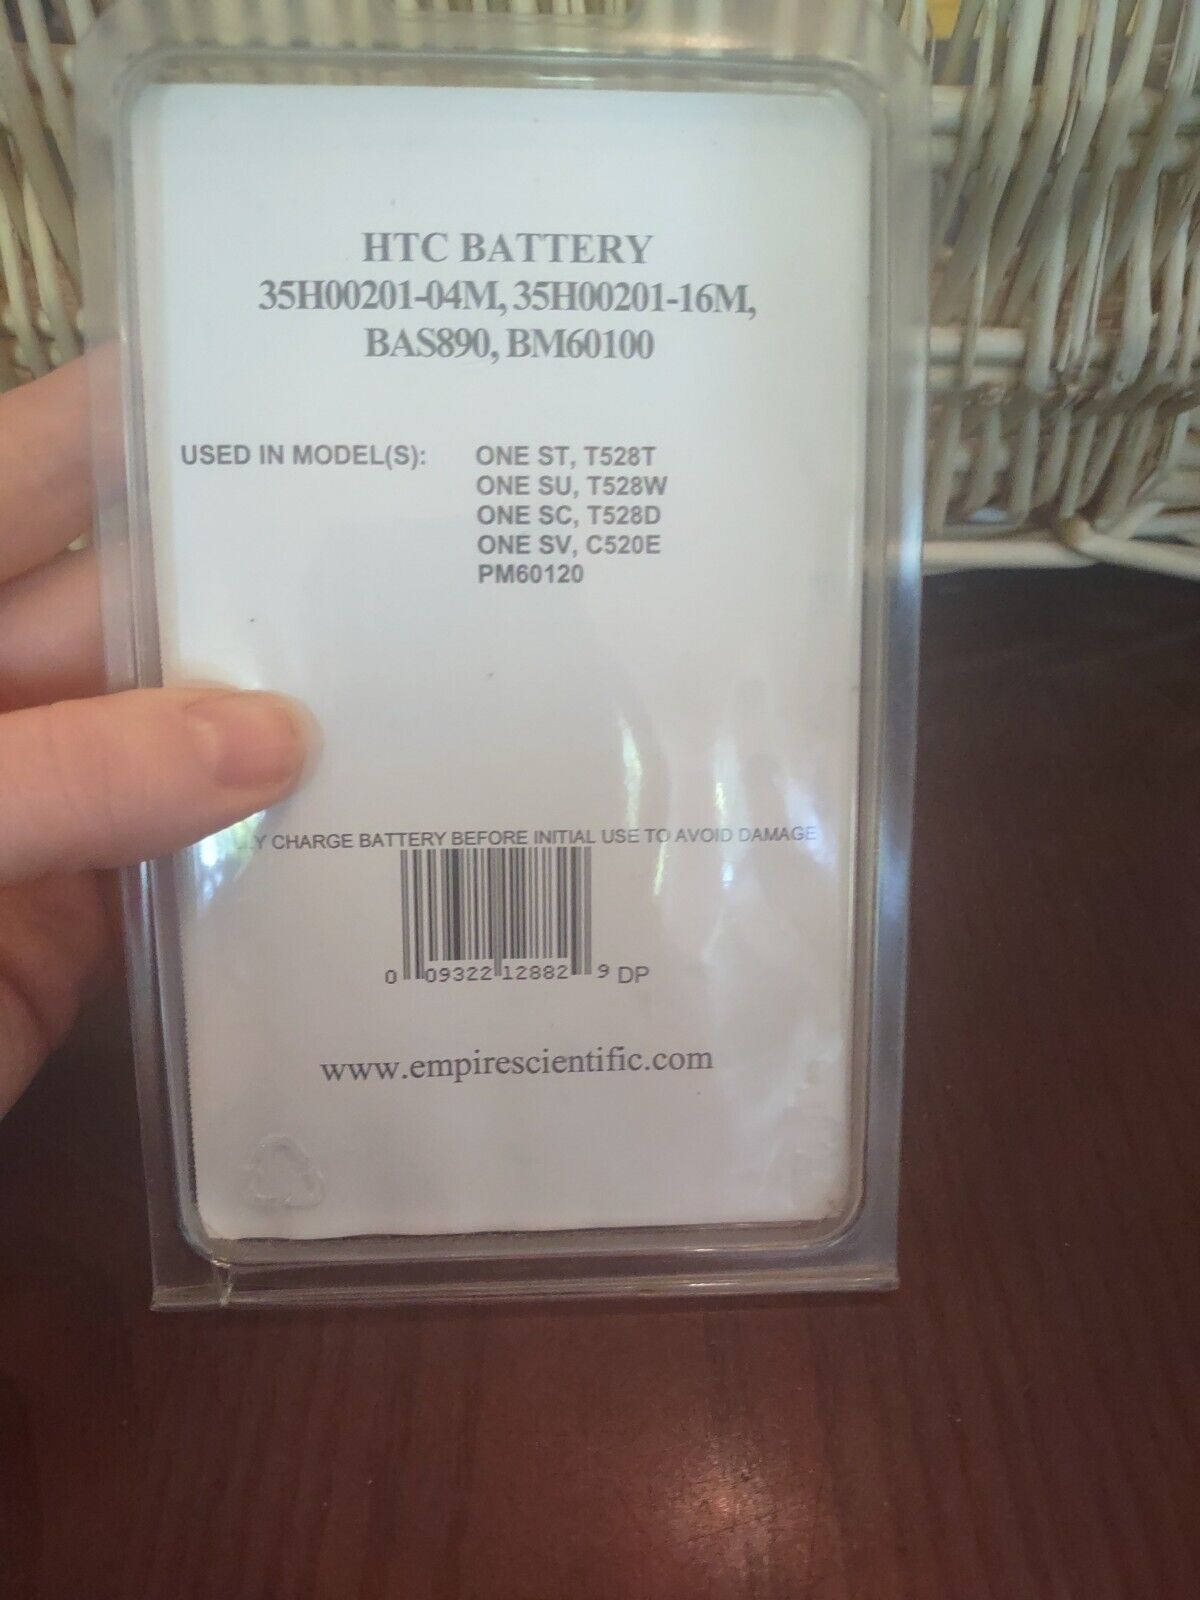 HTC BATTERY
35H00201-04M, 35H00201-16M,
BAS890, BM60100
USED IN MODEL(S): ONE ST, T528T
ONE SU, T528W
ONE SC, T528D
ONE SV, C520E
PM60120
CHARGE BATTERY BEFORE INITIAL USE TO AVOID DAMAGE
0 09322 12882 9 DP
www.empirescientific.com